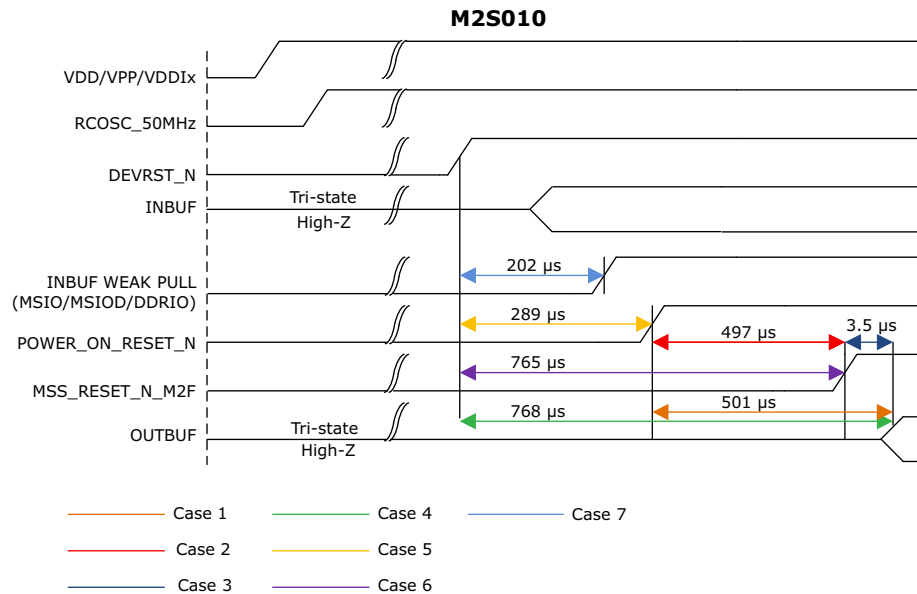 M2S010
VDD/VPP/VDDIx
RCOSC_50MHz
DEVRST_N
INBUF
Tri-state
High-Z
INBUF WEAK PULL
(MSIO/MSIOD/DDRIO)
202 µs
POWER_ON_RESET_N
289 µs
497 µs
3.5 µs
MSS_RESET_N_M2F
765 µs
501 µs
OUTBUF
Tri-state
High-Z
768 µs
Case 1
Case 4
Case 7
Case 2
Case 5
Case 3
Case 6